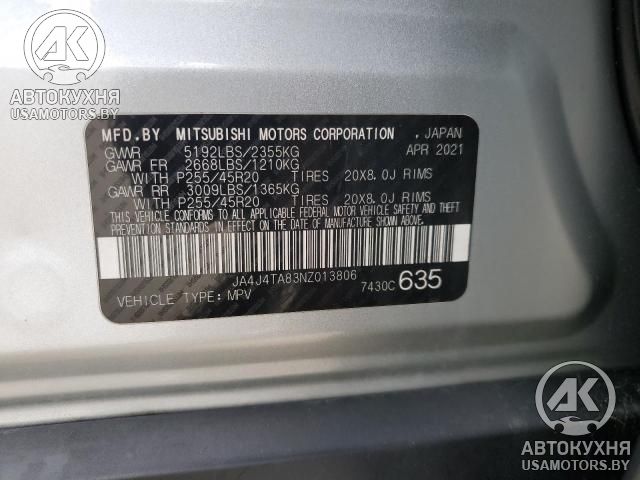 AK
АВТОКУХНЯ
USAMOTORS.BY
MFD.BY MITSUBISHI MOTORS CORPORATION , JAPAN
GVWR 5192LBS/2355KG APR 2021
GAWR FR 2668LBS/1210KG
WITH P255/45R20 TIRES 20X8.0J RIMS
GAWR RR 3009LBS/1365KG
WITH P255/45R20 TIRES 20X8.0J RIMS
THIS VEHICLE CONFORMS TO ALL APPLICABLE FEDERAL MOTOR VEHICLE SAFETY AND THEFT
PREVENTION STANDARDS IN EFFECT ON THE DATE OF MANUFACTURE SHOWN ABOVE.
JA4J4TA83NZ013806
VEHICLE TYPE: MPV 7430C 635
AK
АВТОКУХНЯ
USAMOTORS.BY